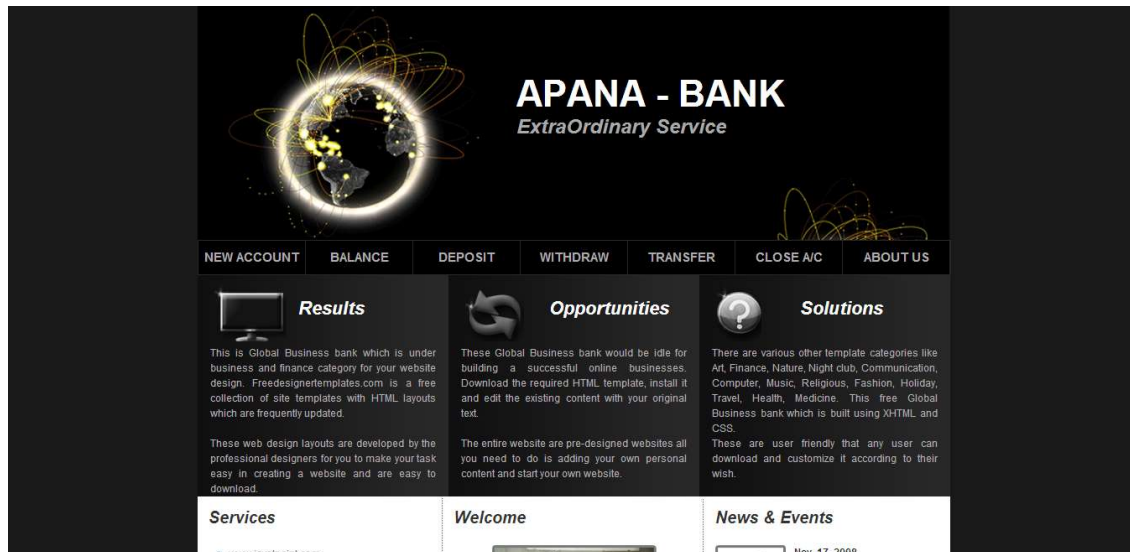 APANA - BANK
ExtraOrdinary Service
NEW ACCOUNT BALANCE DEPOSIT WITHDRAW TRANSFER CLOSE A/C ABOUT US
Results
This is Global Business bank which is under
business and finance category for your website
design. Freedesignertemplates.com is a free
collection of site templates with HTML layouts
which are frequently updated.
These web design layouts are developed by the
professional designers for you to make your task
easy in creating a website and are easy to
download.
Opportunities
These Global Business bank would be idle for
building a successful online businesses.
Download the required HTML template, install it
and edit the existing content with your original
text.
The entire website are pre-designed websites all
you need to do is adding your own personal
content and start your own website.
Solutions
There are various other template categories like
Art, Finance, Nature, Night club, Communication,
Computer, Music, Religious, Fashion, Holiday,
Travel, Health, Medicine. This free Global
Business bank which is built using XHTML and
CSS.
These are user friendly that any user can
download and customize it according to their
wish.
Services
Welcome
News & Events
Nov. 17, 2008